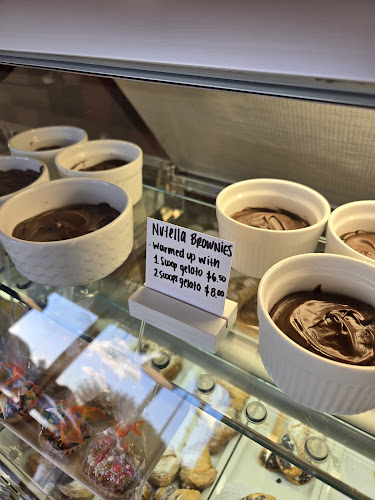 Nutella BROWNIES
- Warmed up with
1 scoop gelato $6.50
2 scoops gelato $8.00